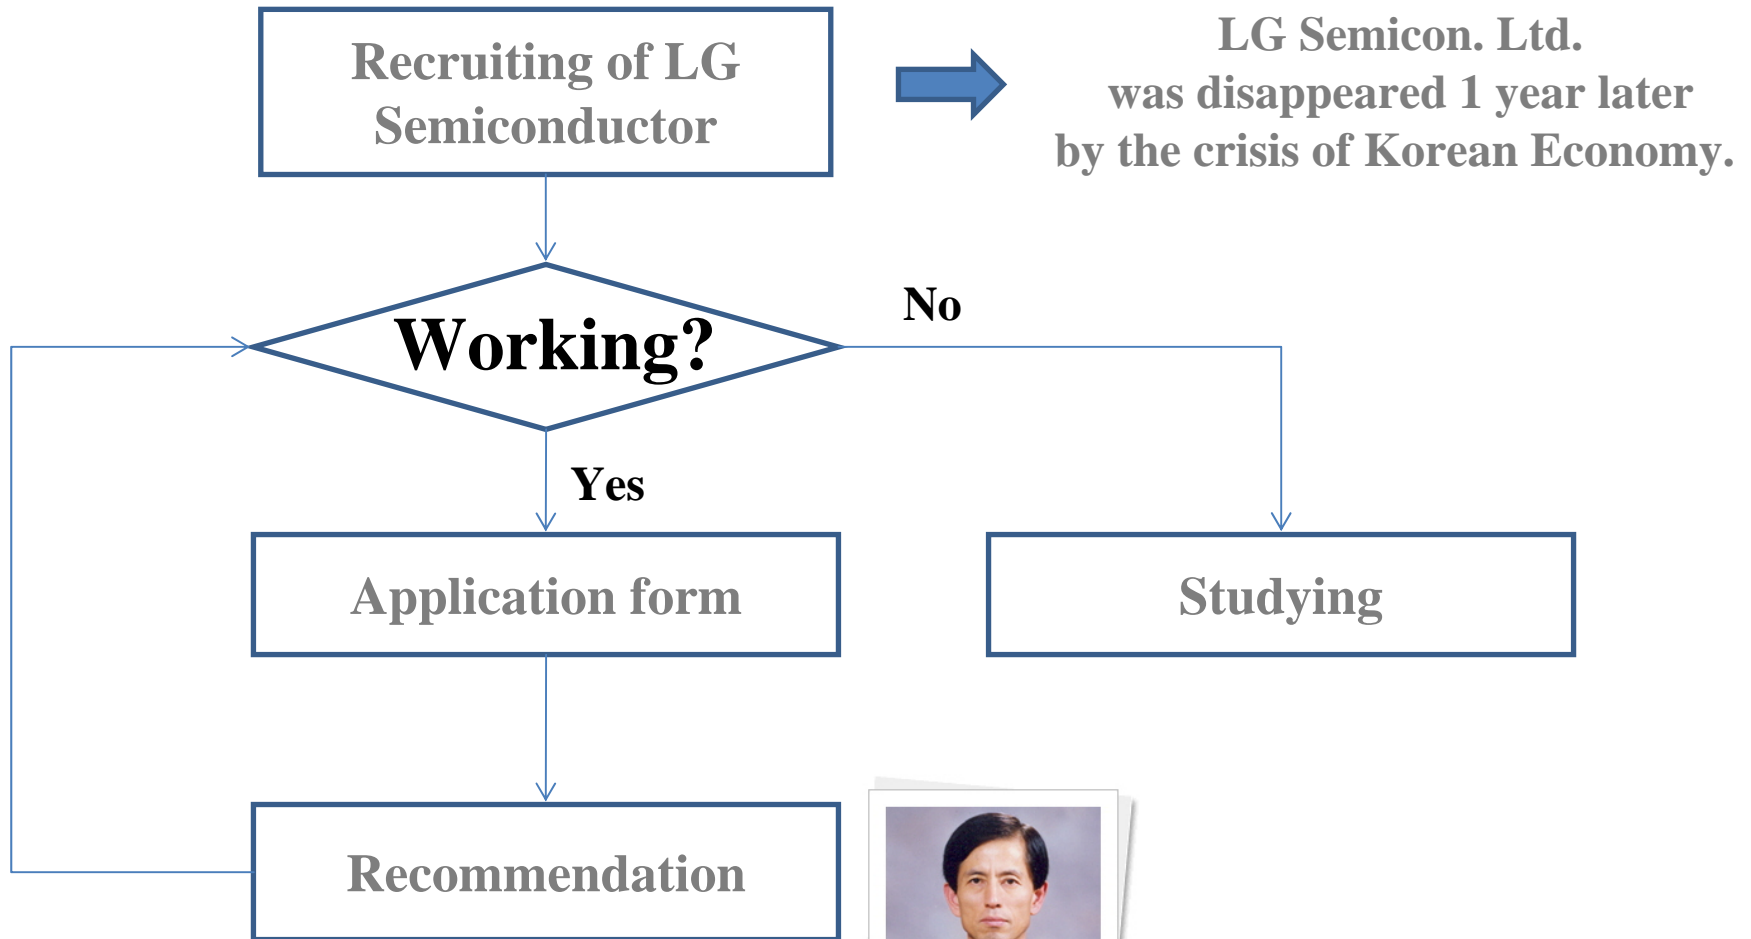 Recruiting of LG
Semiconductor
LG Semicon. Ltd.
was disappeared 1 year later
by the crisis of Korean Economy.
Working?
No
Yes
Application form
Studying
Recommendation